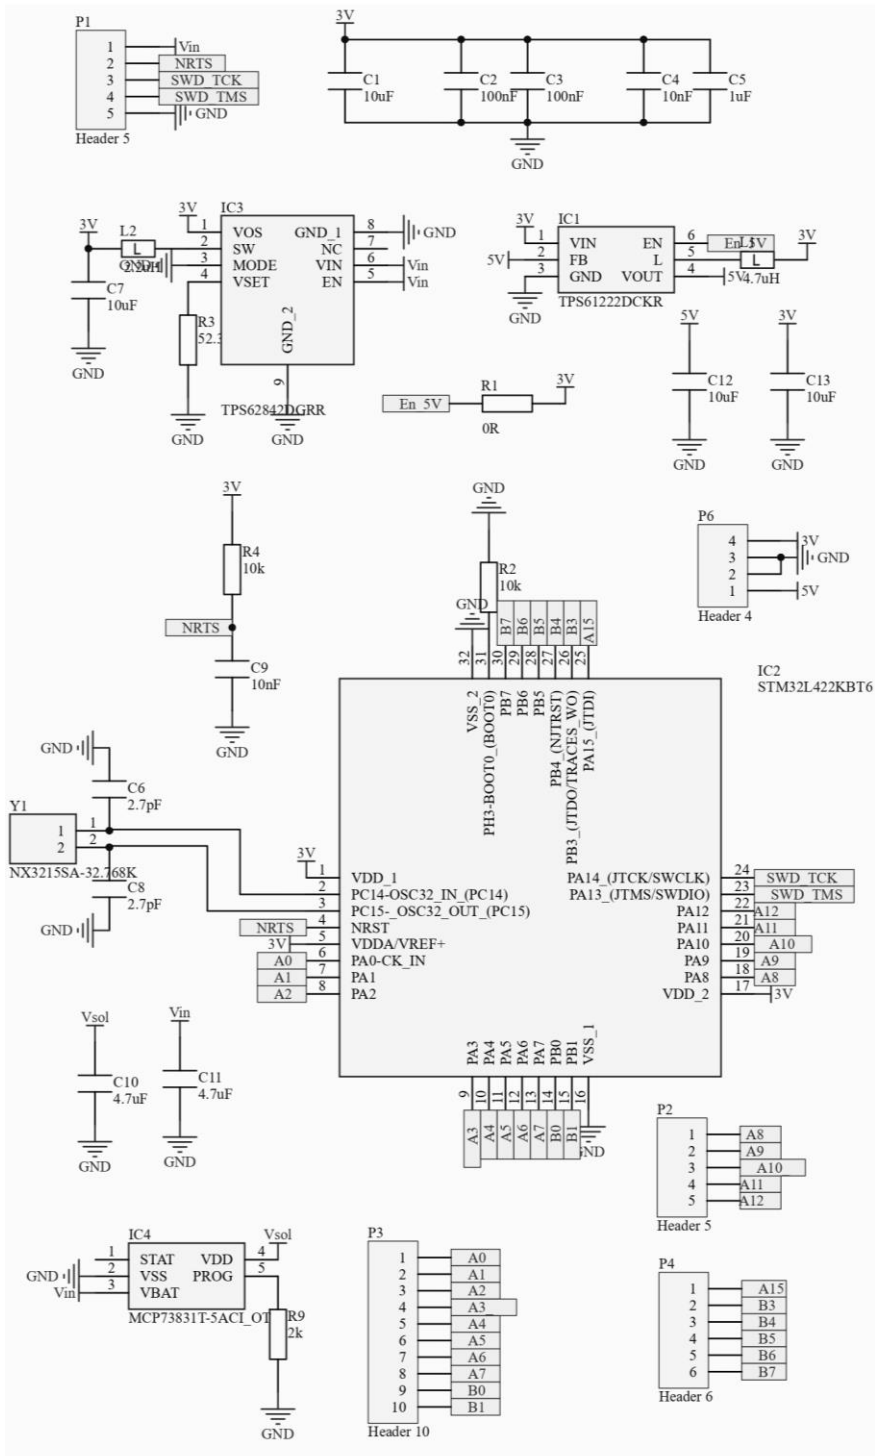 P1
1 Vin
2 NRTS
3 SWD_TCK
4 SWD_TMS
5 GND
Header 5
3V
C1 C2 C3 C4 C5
10uF 100nF 100nF 10nF 1uF
GND
IC3
3V 1 VOS GND_1 8 GND
3V L2 L 2 SW NC 7
GND 2.2uH 3 MODE VIN 6 Vin
4 VSET EN 5 Vin
C7
10uF
GND
R3
52.3
GND_2
9
TPS62842DGRR
GND
GND
IC1
3V 1 VIN EN 6 En_5V
5V 2 FB L 5 L1 L 3V
3 GND VOUT 4 5V 4.7uH
GND
TPS61222DCKR
5V 3V
C12 C13
10uF 10uF
GND GND
En_5V R1 3V
0R
3V
R4
10k
NRTS
C9
10nF
GND
GND
R2
10k
GND
B7 B6 B5 B4 B3 A15
32 31 30 29 28 27 26 25
VSS_2
PH3-BOOT0_(BOOT0)
PB7
PB6
PB5
PB4_(NJTRST)
PB3_(JTDO/TRACES_WO)
PA15_(JTDI)
P6
4 3V
3 GND
2
1 5V
Header 4
IC2
STM32L422KBT6
GND
C6
2.7pF
Y1
1 1
2 2
NX3215SA-32.768K
C8
2.7pF
GND
3V 1 VDD_1
2 PC14-OSC32_IN_(PC14)
3 PC15-_OSC32_OUT_(PC15)
NRTS 4 NRST
3V 5 VDDA/VREF+
A0 6 PA0-CK_IN
A1 7 PA1
A2 8 PA2
PA14_(JTCK/SWCLK) 24 SWD_TCK
PA13_(JTMS/SWDIO) 23 SWD_TMS
PA12 22 A12
PA11 21 A11
PA10 20 A10
PA9 19 A9
PA8 18 A8
VDD_2 17 3V
PA3 PA4 PA5 PA6 PA7 PB0 PB1 VSS_1
9 10 11 12 13 14 15 16
A3 A4 A5 A6 A7 B0 B1
GND
Vsol Vin
C10 C11
4.7uF 4.7uF
GND GND
P2
1 A8
2 A9
3 A10
4 A11
5 A12
Header 5
IC4 Vsol
1 STAT VDD 4
GND 2 VSS PROG 5
Vin 3 VBAT
MCP73831T-5ACI_OT
R9
2k
GND
P3
1 A0
2 A1
3 A2
4 A3
5 A4
6 A5
7 A6
8 A7
9 B0
10 B1
Header 10
P4
1 A15
2 B3
3 B4
4 B5
5 B6
6 B7
Header 6